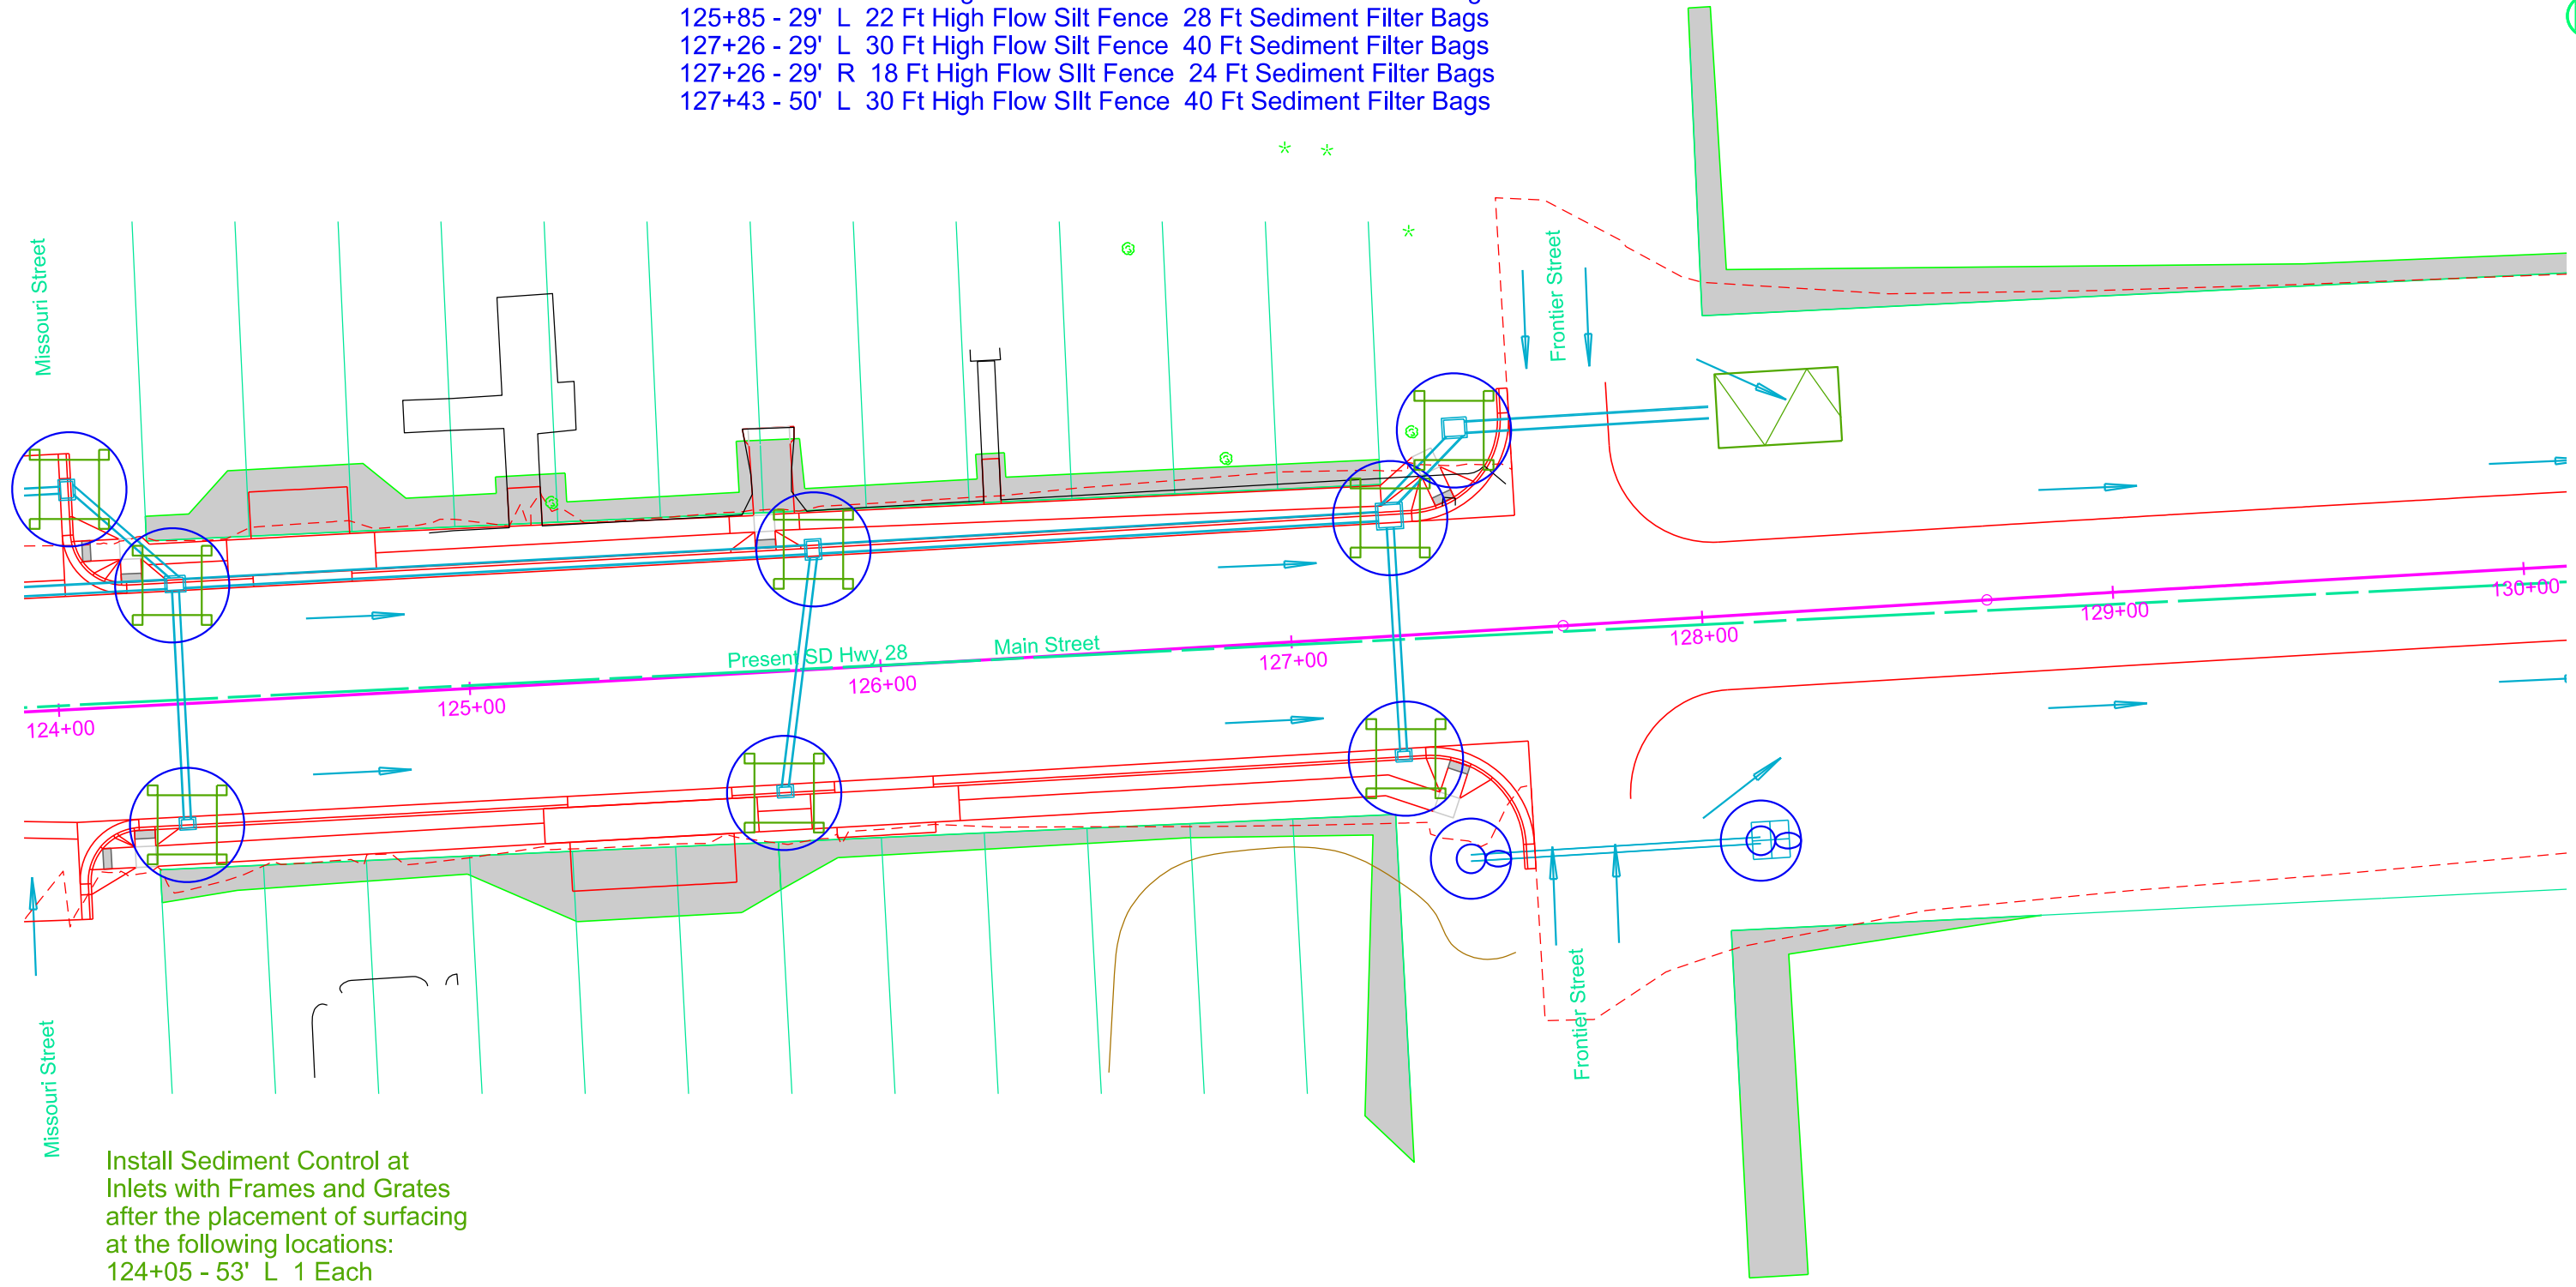 125+85 - 29' L 22 Ft High Flow Silt Fence 28 Ft Sediment Filter Bags
127+26 - 29' L 30 Ft High Flow Silt Fence 40 Ft Sediment Filter Bags
127+26 - 29' R 18 Ft High Flow SIlt Fence 24 Ft Sediment Filter Bags
127+43 - 50' L 30 Ft High Flow SIlt Fence 40 Ft Sediment Filter Bags
Missouri Street
Frontier Street
Present SD Hwy 28
Main Street
124+00
125+00
126+00
127+00
128+00
129+00
130+00
Missouri Street
Frontier Street
Install Sediment Control at
Inlets with Frames and Grates
after the placement of surfacing
at the following locations:
124+05 - 53' L 1 Each